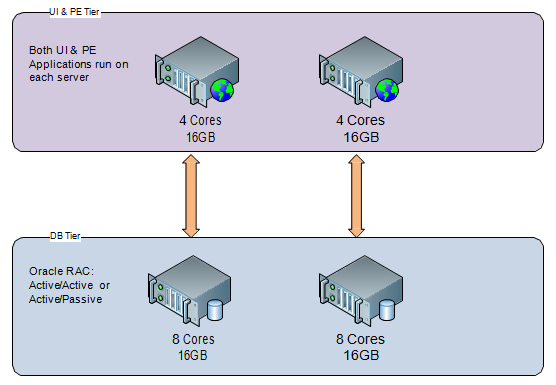 UI & PE Tier
Both UI & PE
Applications run on
each server
4 Cores
16GB
4 Cores
16GB
DB Tier
Oracle RAC:
Active/Active or
Active/Passive
8 Cores
16GB
8 Cores
16GB